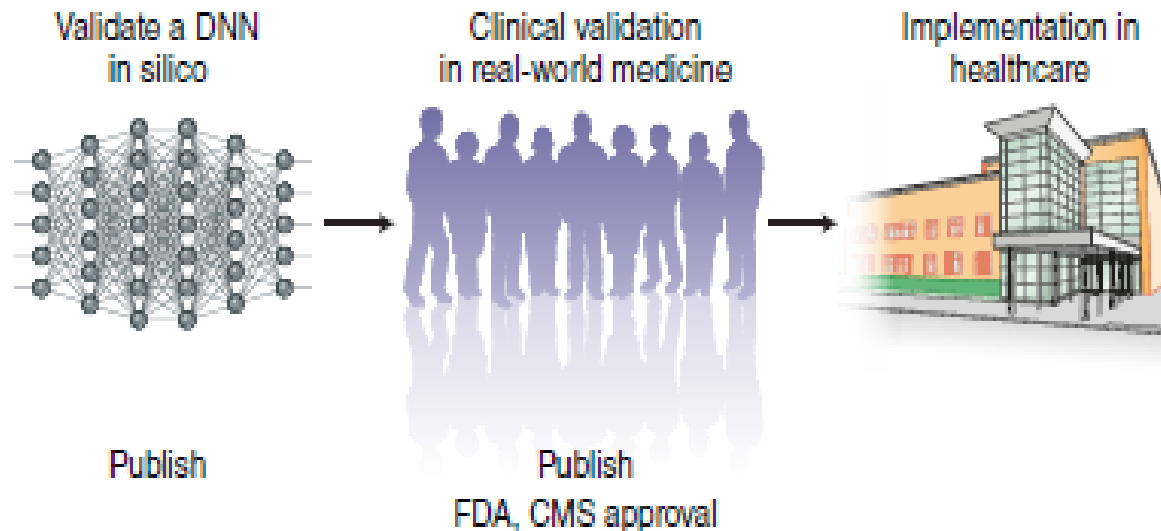 Validate a DNN
in silico
Clinical validation
in real-world medicine
Implementation in
healthcare
Publish
Publish
FDA, CMS approval